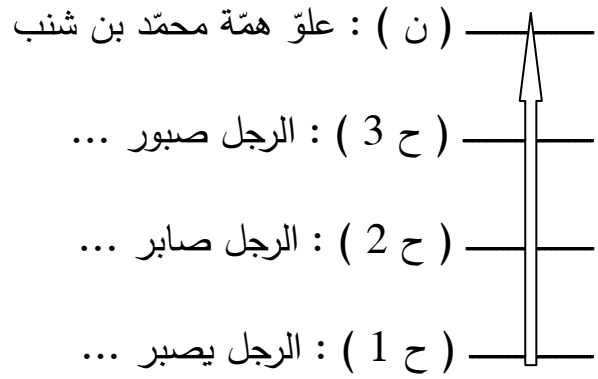 ( ن ) : علوّ همّة محمّد بن شنب
( ح 3 ) : الرجل صبور ...
( ح 2 ) : الرجل صابر ...
( ح 1 ) : الرجل يصبر ...